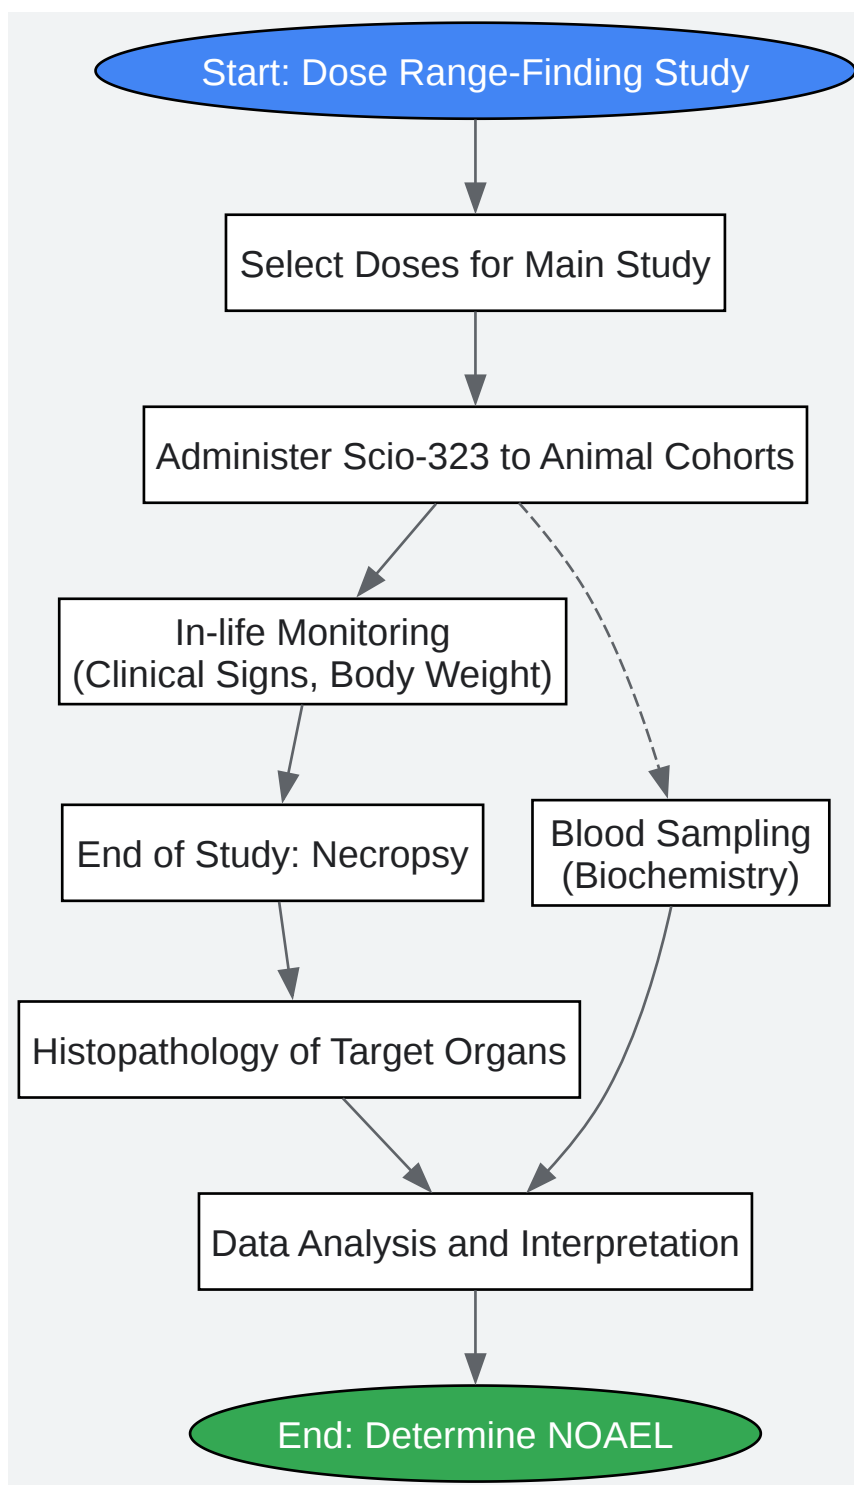 Start: Dose Range-Finding Study
Select Doses for Main Study
Administer Scio-323 to Animal Cohorts
In-life Monitoring
(Clinical Signs, Body Weight)
End of Study: Necropsy
Blood Sampling
(Biochemistry)
Histopathology of Target Organs
Data Analysis and Interpretation
End: Determine NOAEL